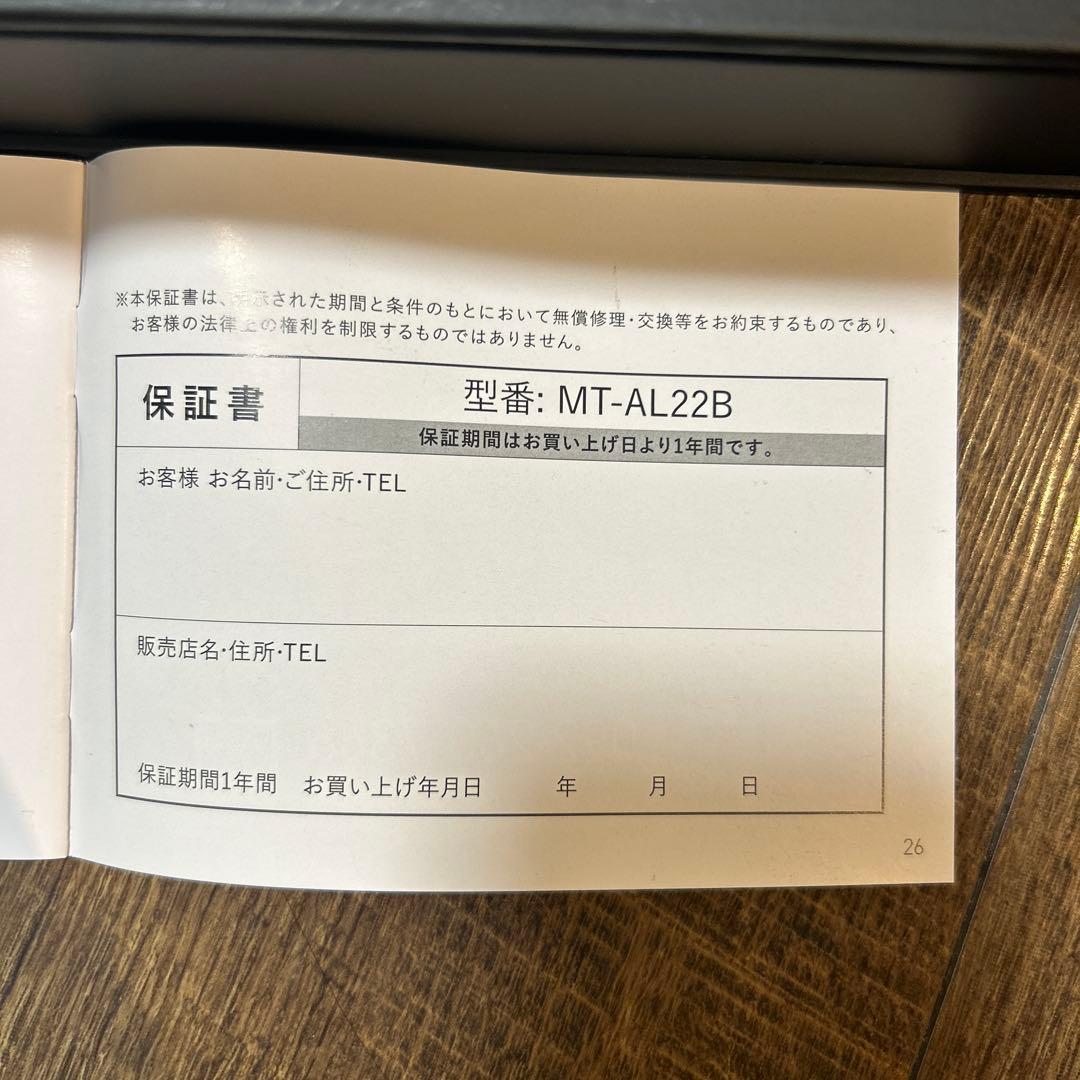 ※本保証書は、明示された期間と条件のもとにおいて無償修理・交換等をお約束するものであり、
お客様の法律上の権利を制限するものではありません。
保証書
型番: MT-AL22B
保証期間はお買い上げ日より1年間です。
お客様 お名前・ご住所・TEL
販売店名・住所・TEL
保証期間1年間 お買い上げ年月日 年 月 日
26